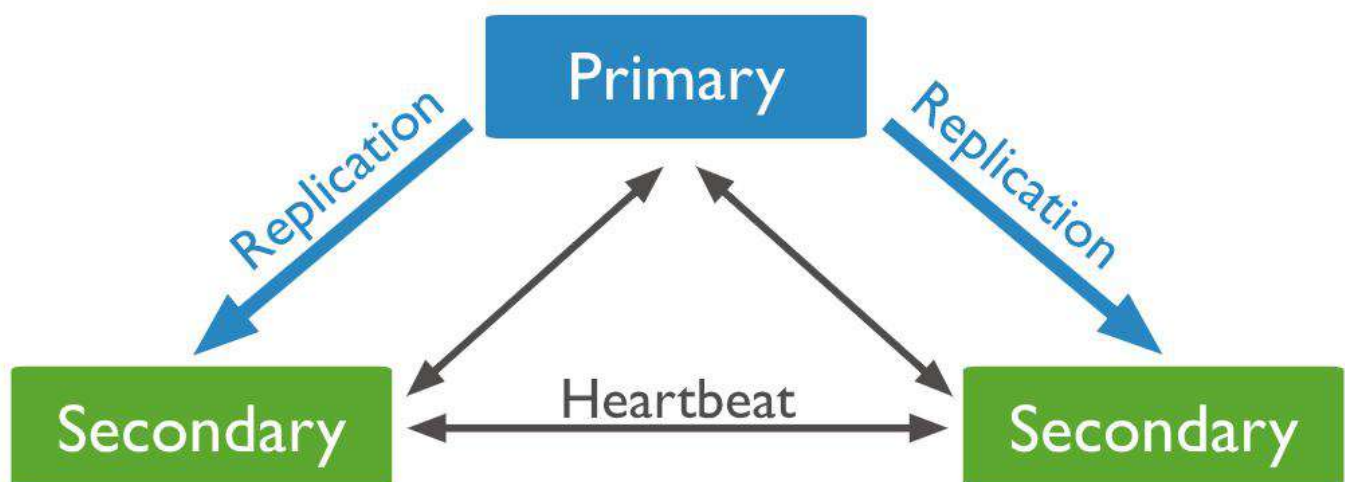 Primary
Replication
Replication
Heartbeat
Secondary
Secondary